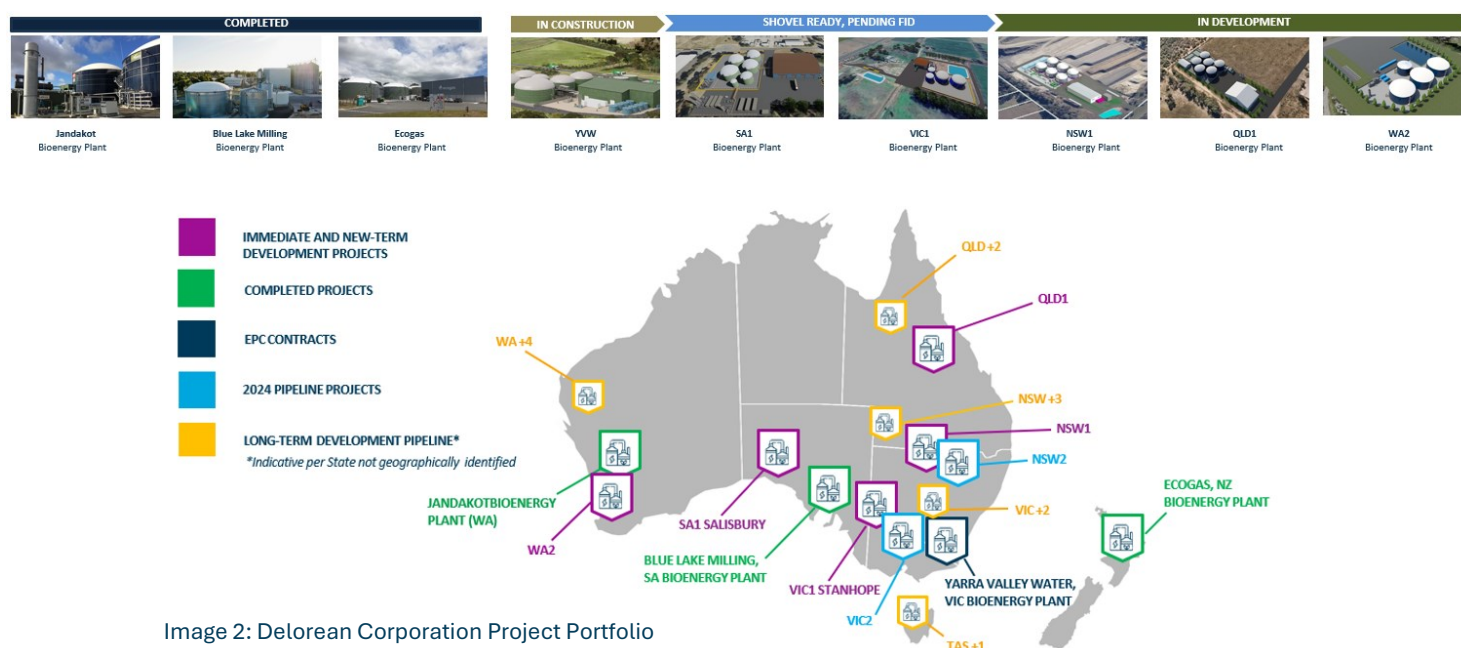 COMPLETED
IN CONSTRUCTION
SHOVEL READY, PENDING FID
IN DEVELOPMENT
Jandakot
Bioenergy Plant
Blue Lake Milling
Bioenergy Plant
Ecogas
Bioenergy Plant
YVW
Bioenergy Plant
SA1
Bioenergy Plant
VIC1
Bioenergy Plant
NSW1
Bioenergy Plant
QLD1
Bioenergy Plant
WA2
Bioenergy Plant
IMMEDIATE AND NEW-TERM
DEVELOPMENT PROJECTS
COMPLETED PROJECTS
EPC CONTRACTS
2024 PIPELINE PROJECTS
LONG-TERM DEVELOPMENT PIPELINE*
*Indicative per State not geographically identified
QLD +2
QLD1
WA +4
NSW +3
NSW1
NSW2
JANDAKOTBIOENERGY
PLANT (WA)
WA2
SA1 SALISBURY
BLUE LAKE MILLING,
SA BIOENERGY PLANT
VIC1 STANHOPE
VIC2
VIC +2
YARRA VALLEY WATER,
VIC BIOENERGY PLANT
ECOGAS, NZ
BIOENERGY PLANT
TAS +1
Image 2: Delorean Corporation Project Portfolio